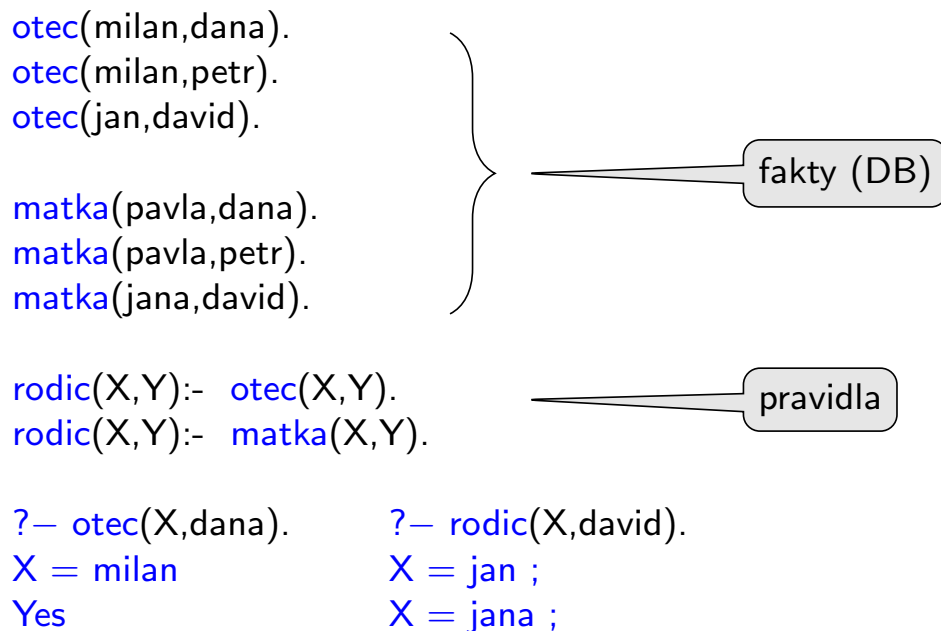 otec(milan,dana).
otec(milan,petr).
otec(jan,david).
fakty (DB)
matka(pavla,dana).
matka(pavla,petr).
matka(jana,david).
rodic(X,Y):- otec(X,Y).
pravidla
rodic(X,Y):- matka(X,Y).
?− otec(X,dana). ?− rodic(X,david).
X = milan X = jan ;
Yes X = jana ;